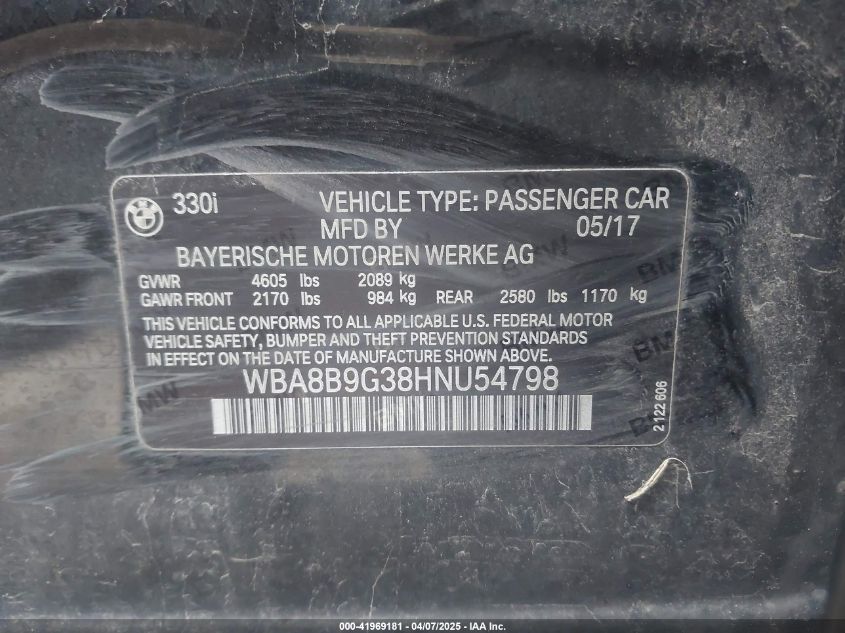 330i VEHICLE TYPE: PASSENGER CAR
MFD BY 05/17
BAYERISCHE MOTOREN WERKE AG
GVWR 4605 lbs 2089 kg
GAWR FRONT 2170 lbs 984 kg REAR 2580 lbs 1170 kg
THIS VEHICLE CONFORMS TO ALL APPLICABLE U.S. FEDERAL MOTOR
VEHICLE SAFETY, BUMPER AND THEFT PREVENTION STANDARDS
IN EFFECT ON THE DATE OF MANUFACTURE SHOWN ABOVE.
WBA8B9G38HNU54798
2 122 606
000-41969181 - 04/07/2025 - IAA Inc.